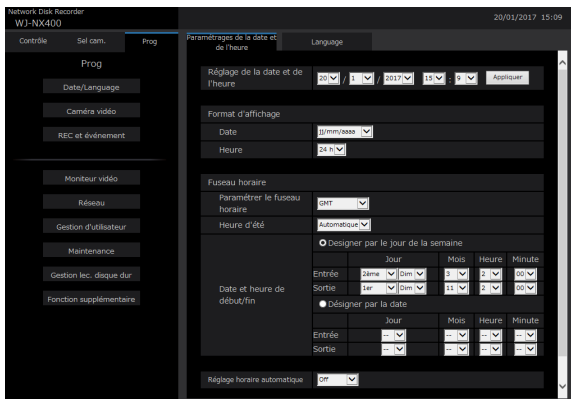 Network Disk Recorder
WJ-NX400
20/01/2017 15:09
Contrôle Sel cam. Prog
Paramétrages de la date et de l'heure
Language
Prog
Date/Language
Caméra vidéo
REC et événement
Moniteur vidéo
Réseau
Gestion d'utilisateur
Maintenance
Gestion lec. disque dur
Fonction supplémentaire
Réglage de la date et de l'heure
20 / 1 / 2017 15 : 9 Appliquer
Format d'affichage
Date jj/mm/aaaa
Heure 24 h
Fuseau horaire
Paramétrer le fuseau horaire
GMT
Heure d'été Automatique
Date et heure de début/fin
Designer par le jour de la semaine
Jour Mois Heure Minute
Entrée 2ème Dim 3 2 00
Sortie 1er Dim 11 2 00
Désigner par la date
Jour Mois Heure Minute
Entrée -- -- -- --
Sortie -- -- -- --
Réglage horaire automatique Off